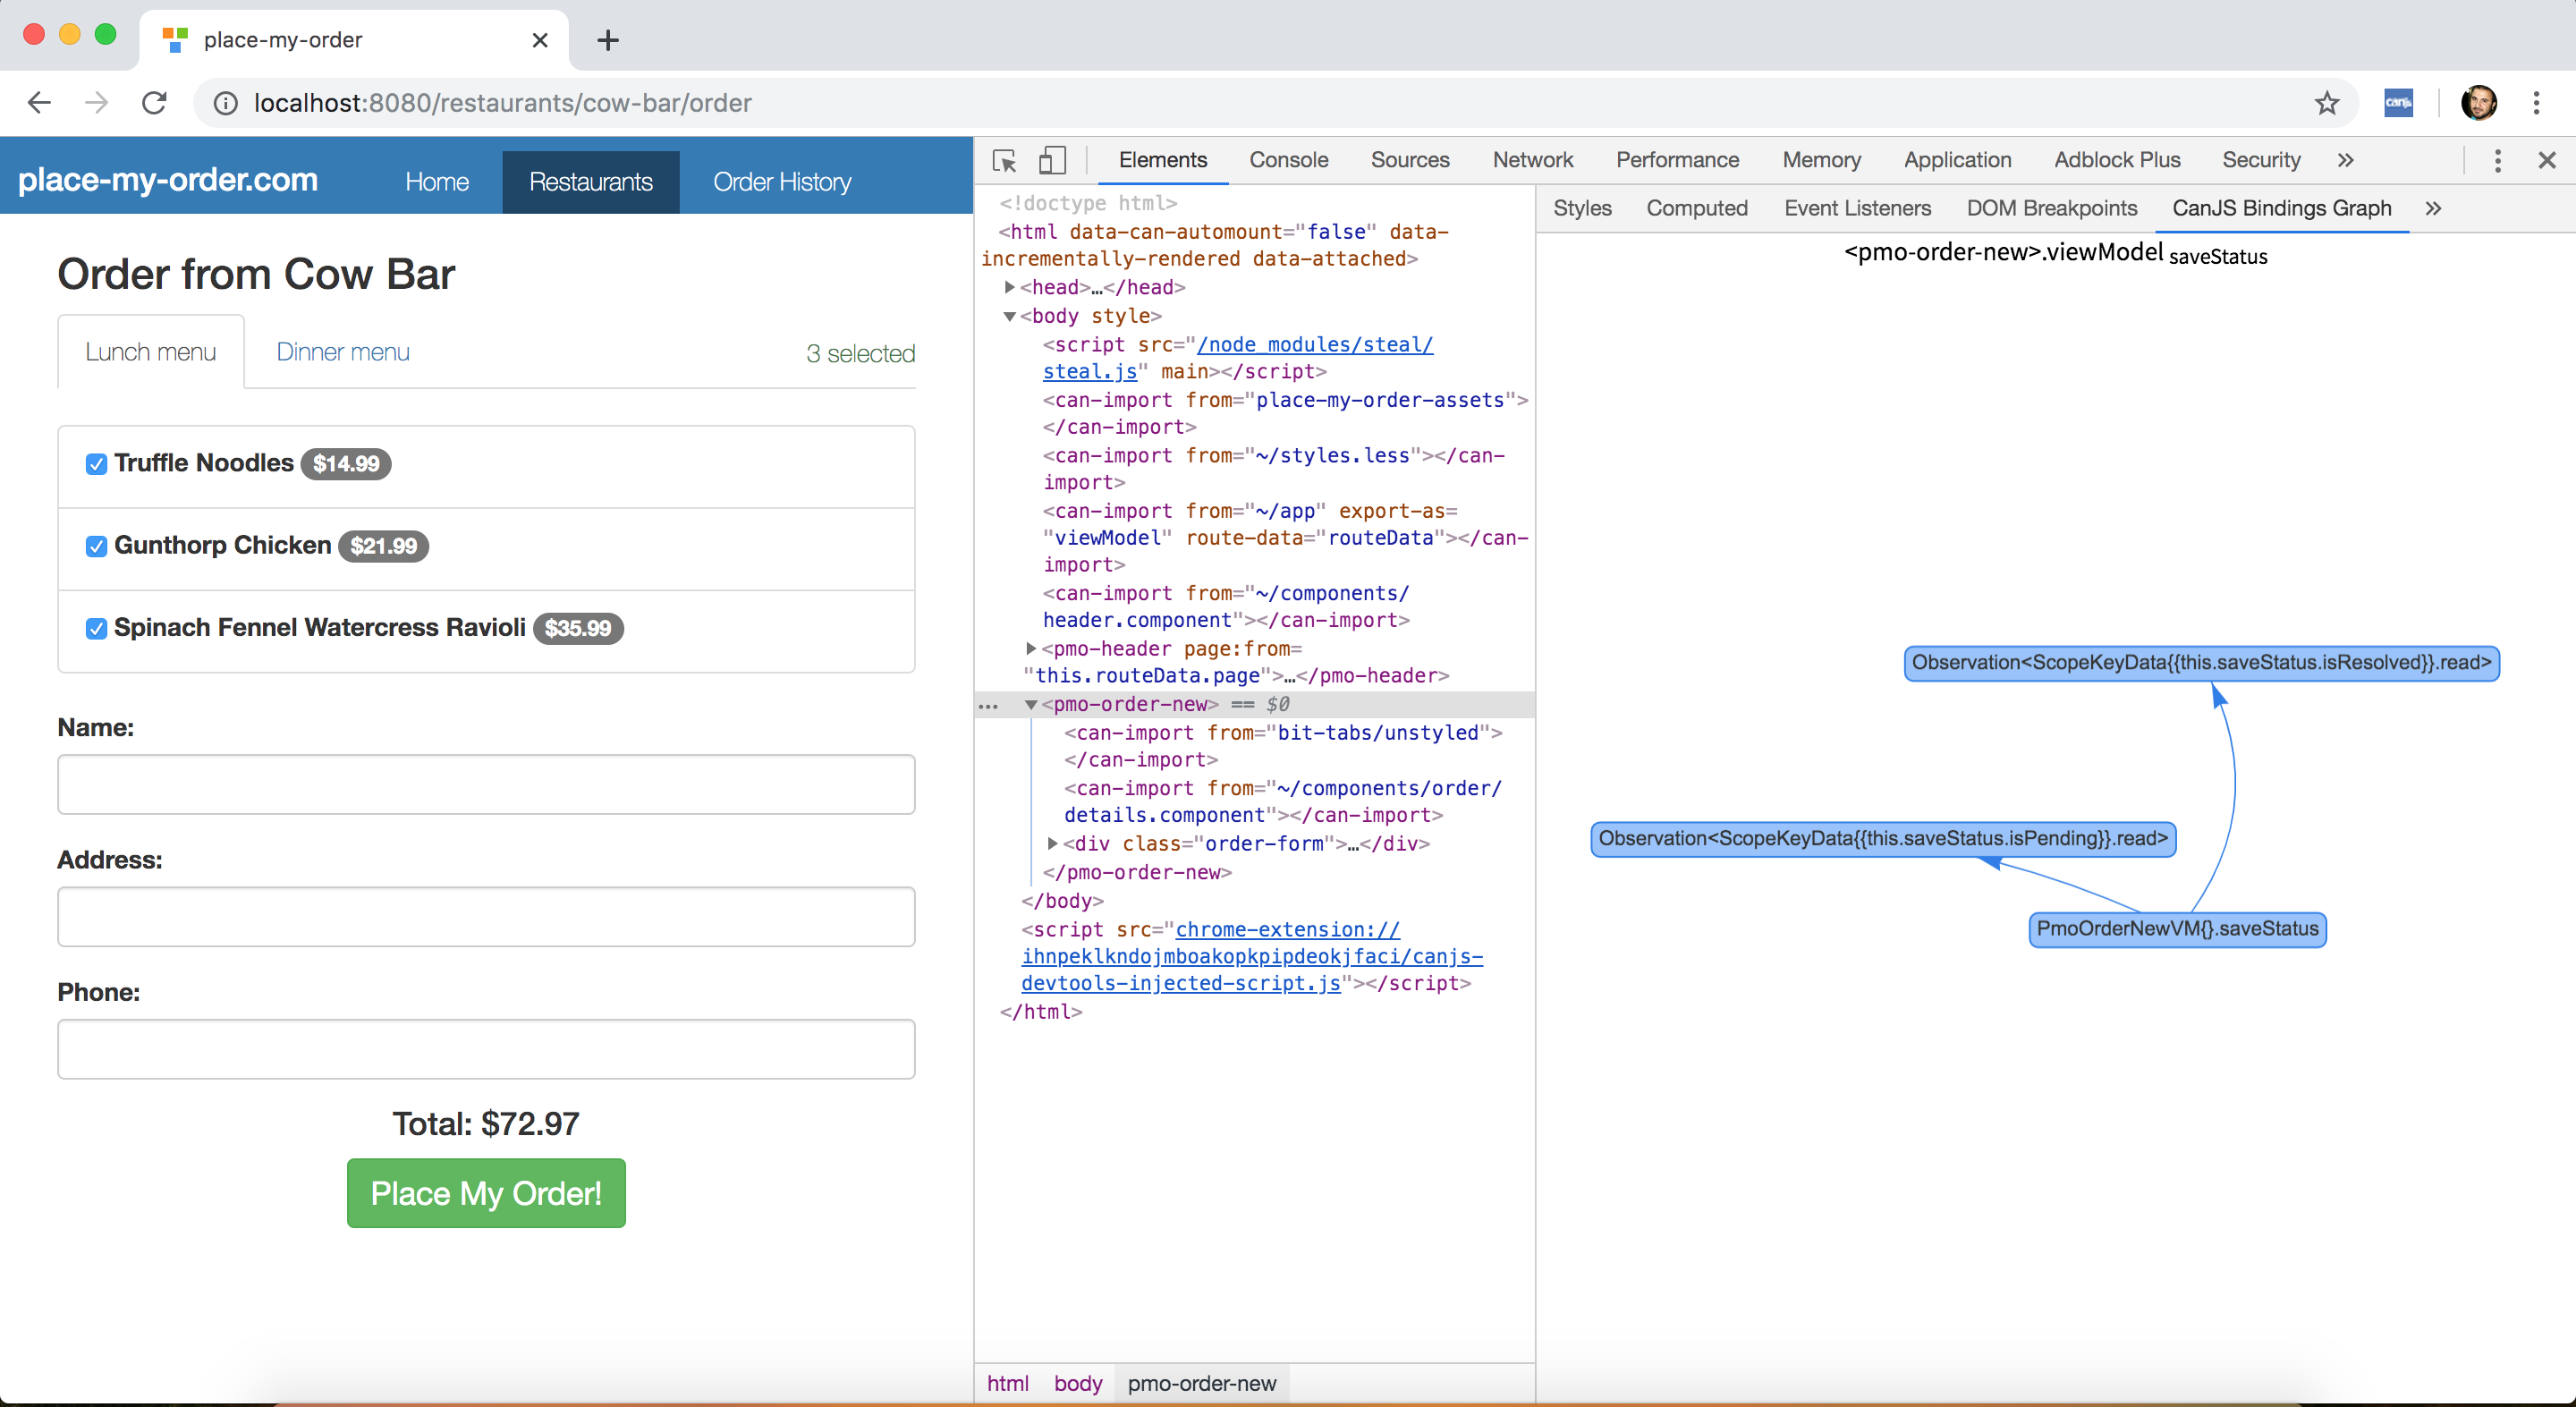 place-my-order
localhost:8080/restaurants/cow-bar/order
canjs
place-my-order.com
Home
Restaurants
Order History
Order from Cow Bar
Lunch menu
Dinner menu
3 selected
Truffle Noodles $14.99
Gunthorp Chicken $21.99
Spinach Fennel Watercress Ravioli $35.99
Name:
Address:
Phone:
Total: $72.97
Place My Order!
Elements
Console
Sources
Network
Performance
Memory
Application
Adblock Plus
Security
»
<!doctype html>
<html data-can-automount="false" data-
incrementally-rendered data-attached>
<head>…</head>
<body style>
<script src="/node_modules/steal/
steal.js" main></script>
<can-import from="place-my-order-assets">
</can-import>
<can-import from="~/styles.less"></can-
import>
<can-import from="~/app" export-as=
"viewModel" route-data="routeData"></can-
import>
<can-import from="~/components/
header.component"></can-import>
<pmo-header page:from=
"this.routeData.page">…</pmo-header>
<pmo-order-new> == $0
<can-import from="bit-tabs/unstyled">
</can-import>
<can-import from="~/components/order/
details.component"></can-import>
<div class="order-form">…</div>
</pmo-order-new>
</body>
<script src="chrome-extension://
ihnpeklkndojmboakopkpipdeokjfaci/canjs-
devtools-injected-script.js"></script>
</html>
html
body
pmo-order-new
Styles
Computed
Event Listeners
DOM Breakpoints
CanJS Bindings Graph
»
<pmo-order-new>.viewModel saveStatus
Observation<ScopeKeyData{{this.saveStatus.isResolved}}.read>
Observation<ScopeKeyData{{this.saveStatus.isPending}}.read>
PmoOrderNewVM{}.saveStatus